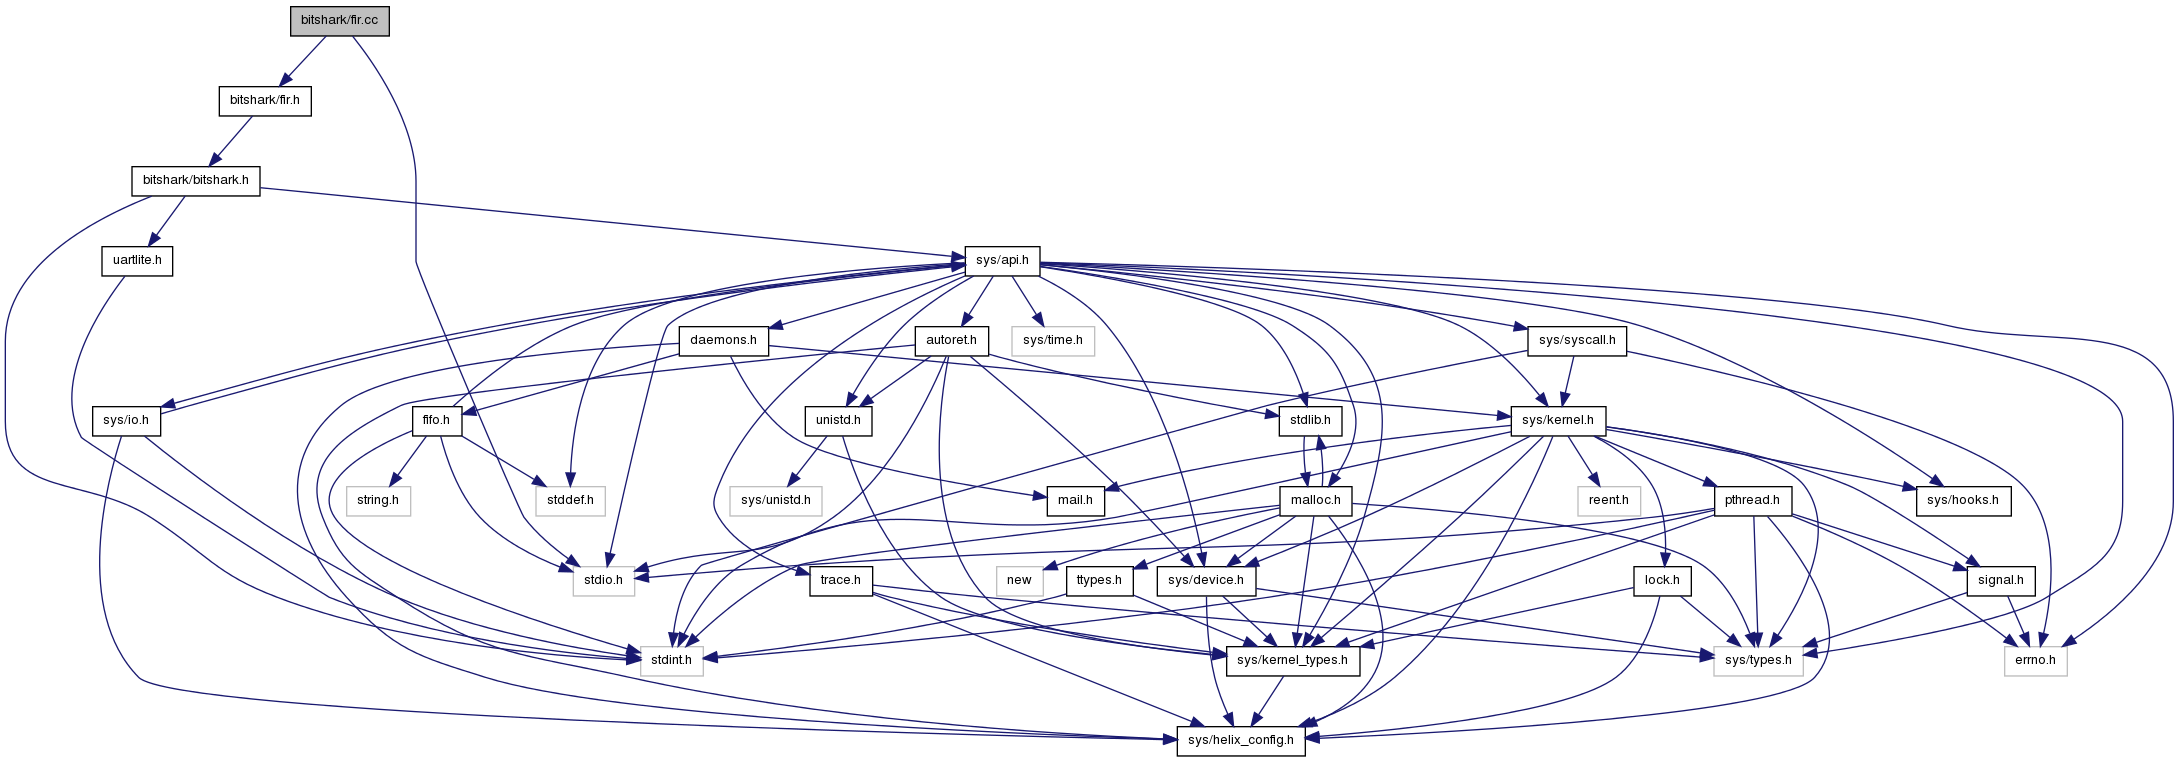 bitshark/fir.cc
bitshark/fir.h
bitshark/bitshark.h
uartlite.h
sys/api.h
daemons.h
autoret.h
sys/time.h
sys/syscall.h
sys/io.h
fifo.h
unistd.h
stdlib.h
sys/kernel.h
string.h
stddef.h
sys/unistd.h
mail.h
malloc.h
reent.h
pthread.h
sys/hooks.h
stdio.h
trace.h
new
ttypes.h
sys/device.h
lock.h
signal.h
stdint.h
sys/kernel_types.h
sys/types.h
errno.h
sys/helix_config.h